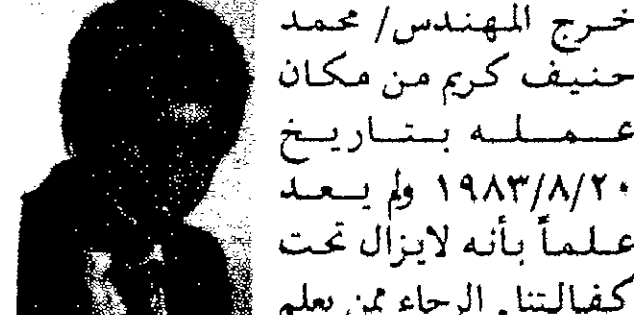 خرج المهندس/ محمد
حنيف كريم من مكان
عمله بتاريخ
١٩٨٣/٨/٢٠ ولم يعد
علماً بأنه لايزال تحت
كفالتنا. الرجاء ممن يعلم